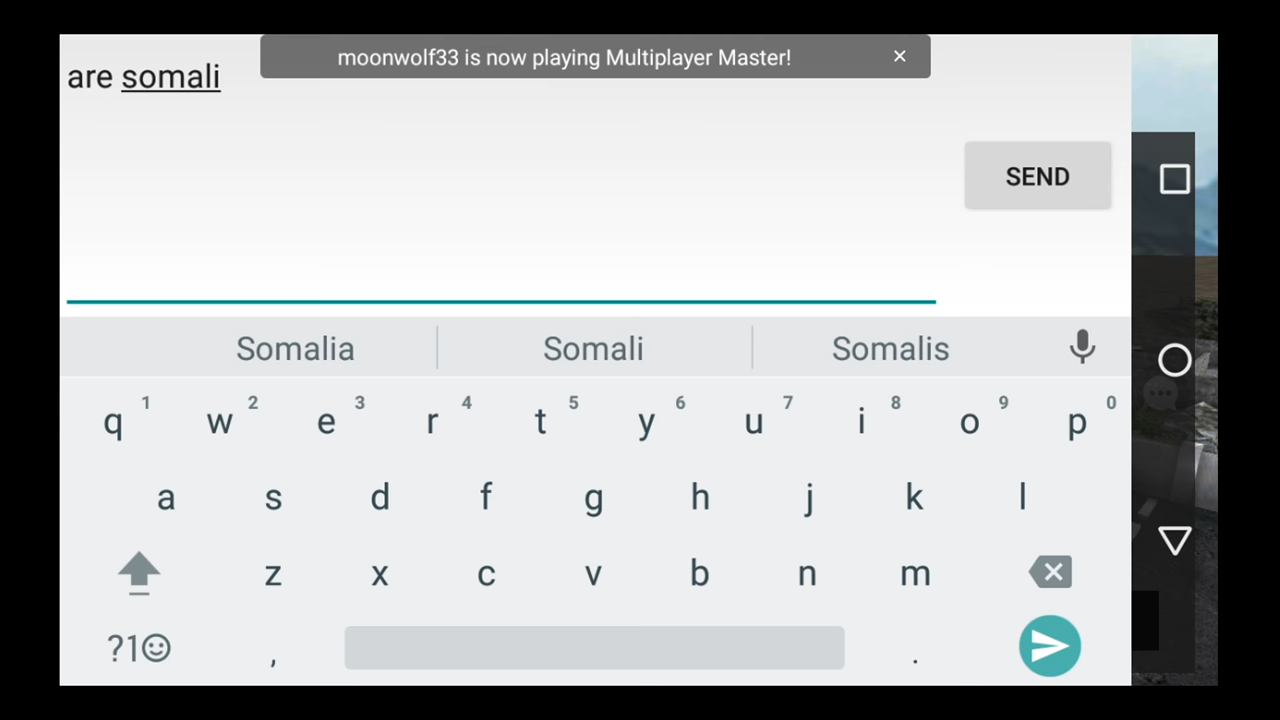 moonwolf33 is now playing Multiplayer Master! ×
are somali
SEND
Somalia Somali Somalis
q 1 w 2 e 3 r 4 t 5 y 6 u 7 i 8 o 9 p 0
a s d f g h j k l
z x c v b n m
?1☺ , .